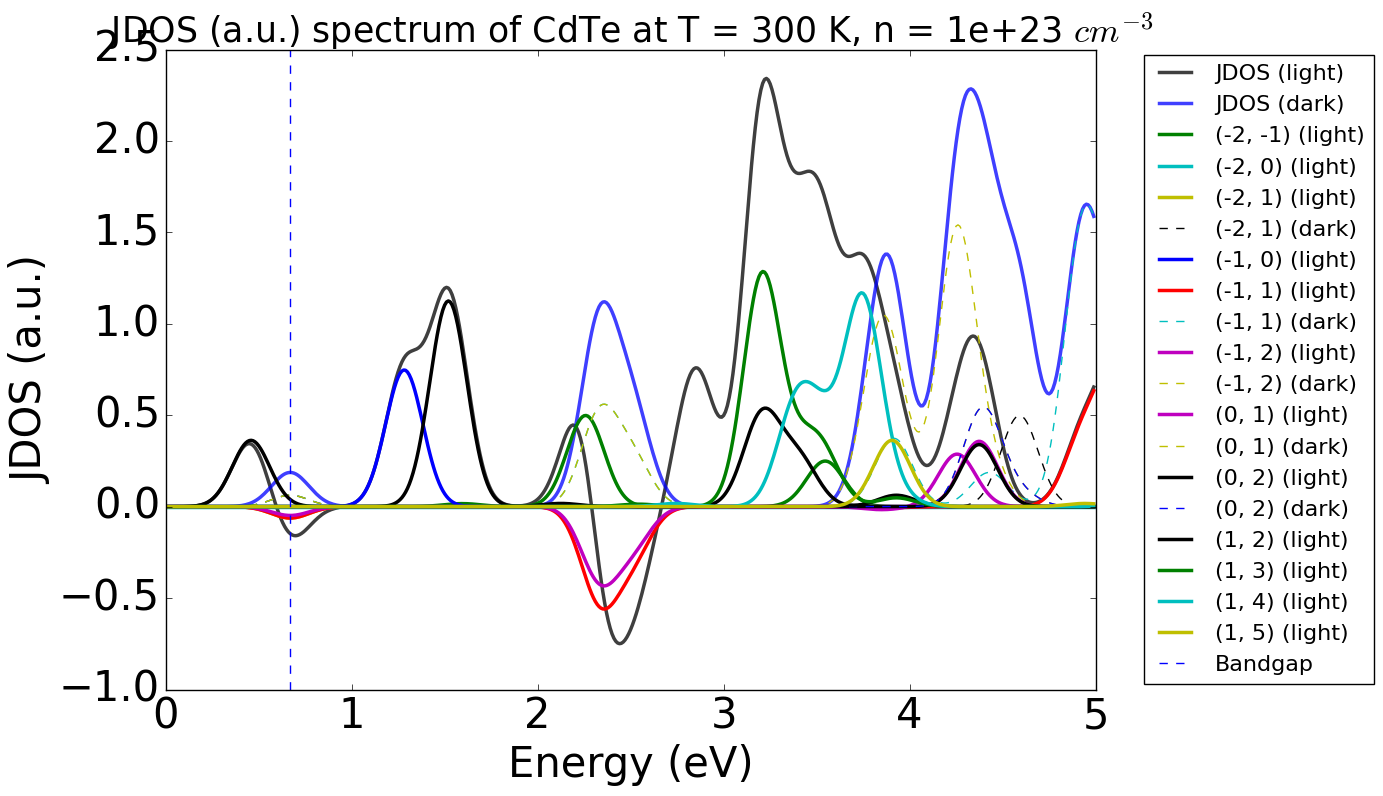 JDOS (a.u.) spectrum of CdTe at T = 300 K, n = 1e+23 cm⁻³
2.5
2.0
1.5
1.0
0.5
0.0
−0.5
−1.0
JDOS (a.u.)
0 1 2 3 4 5
Energy (eV)
JDOS (light)
JDOS (dark)
(-2, -1) (light)
(-2, 0) (light)
(-2, 1) (light)
(-2, 1) (dark)
(-1, 0) (light)
(-1, 1) (light)
(-1, 1) (dark)
(-1, 2) (light)
(-1, 2) (dark)
(0, 1) (light)
(0, 1) (dark)
(0, 2) (light)
(0, 2) (dark)
(1, 2) (light)
(1, 3) (light)
(1, 4) (light)
(1, 5) (light)
Bandgap